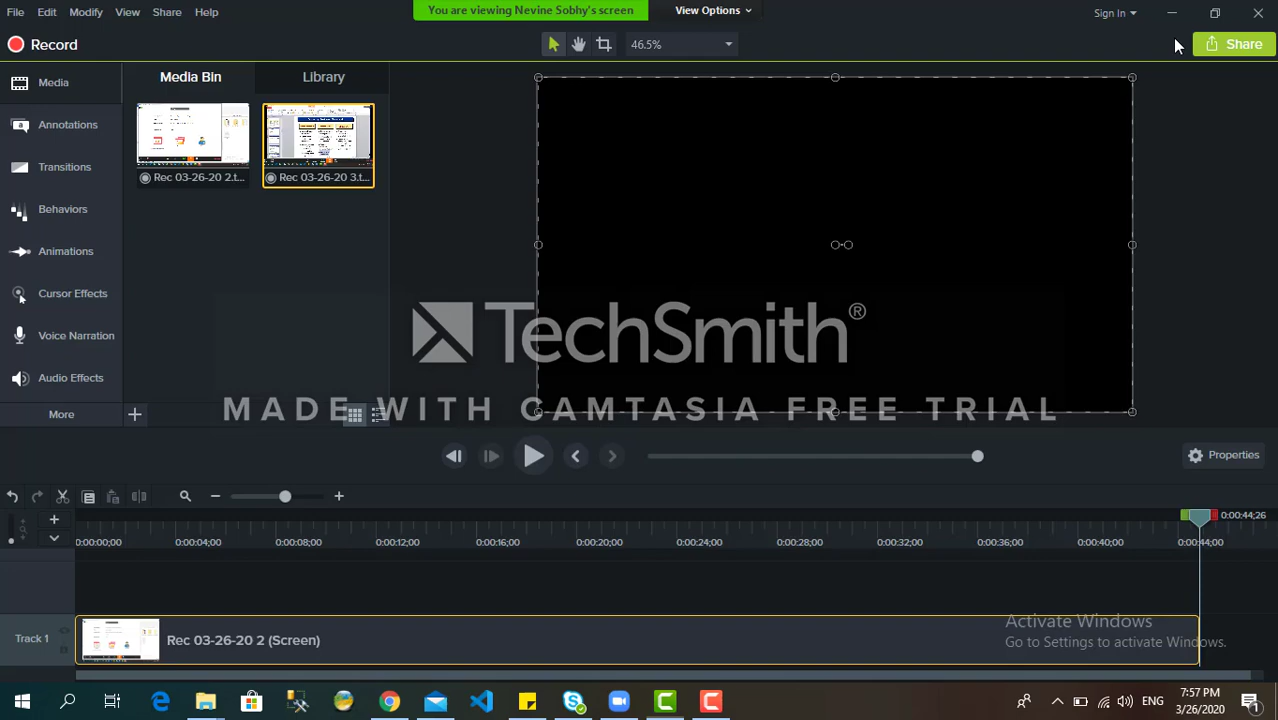 File Edit Modify View Share Help
You are viewing Nevine Sobhy's screen
View Options
Sign In
Record
46.5%
Share
Media
Media Bin
Library
Transitions
Behaviors
Animations
Cursor Effects
Voice Narration
Audio Effects
More
Rec 03-26-20 2.t...
Rec 03-26-20 3.t...
TechSmith®
MADE WITH CAMTASIA FREE TRIAL
Properties
0:00:44;26
0:00:00;00 0:00:04;00 0:00:08;00 0:00:12;00 0:00:16;00 0:00:20;00 0:00:24;00 0:00:28;00 0:00:32;00 0:00:36;00 0:00:40;00 0:00:44;00
Track 1
Rec 03-26-20 2 (Screen)
Activate Windows
Go to Settings to activate Windows.
ENG
7:57 PM
3/26/2020
1